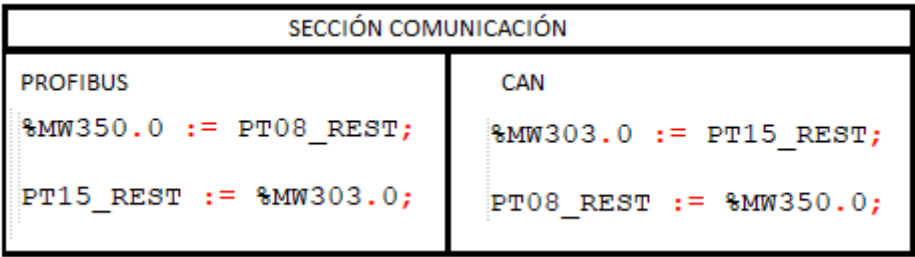 SECCIÓN COMUNICACIÓN
PROFIBUS
%MW350.0 := PT08_REST;
PT15_REST := %MW303.0;
CAN
%MW303.0 := PT15_REST;
PT08_REST := %MW350.0;